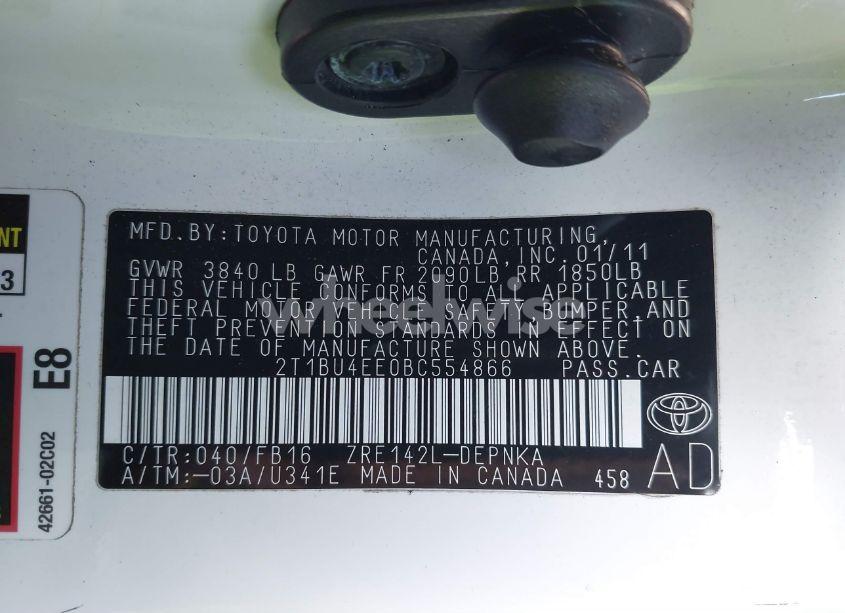 MFD.BY:TOYOTA MOTOR MANUFACTURING,
CANADA,INC.01/11
GVWR 3840 LB GAWR FR 2090LB,RR 1850LB
THIS VEHICLE CONFORMS TO ALL APPLICABLE
FEDERAL MOTOR VEHICLE SAFETY BUMPER,AND
THEFT PREVENTION STANDARDS IN EFFECT ON
THE DATE OF MANUFACTURE SHOWN ABOVE.
2T1BU4EE0BC554866 PASS.CAR
C/TR:040/FB16 ZRE142L-DEPNKA
A/TM:-03A/U341E MADE IN CANADA 458 AD
wheelwise
NT
3
E8
42661-02C02